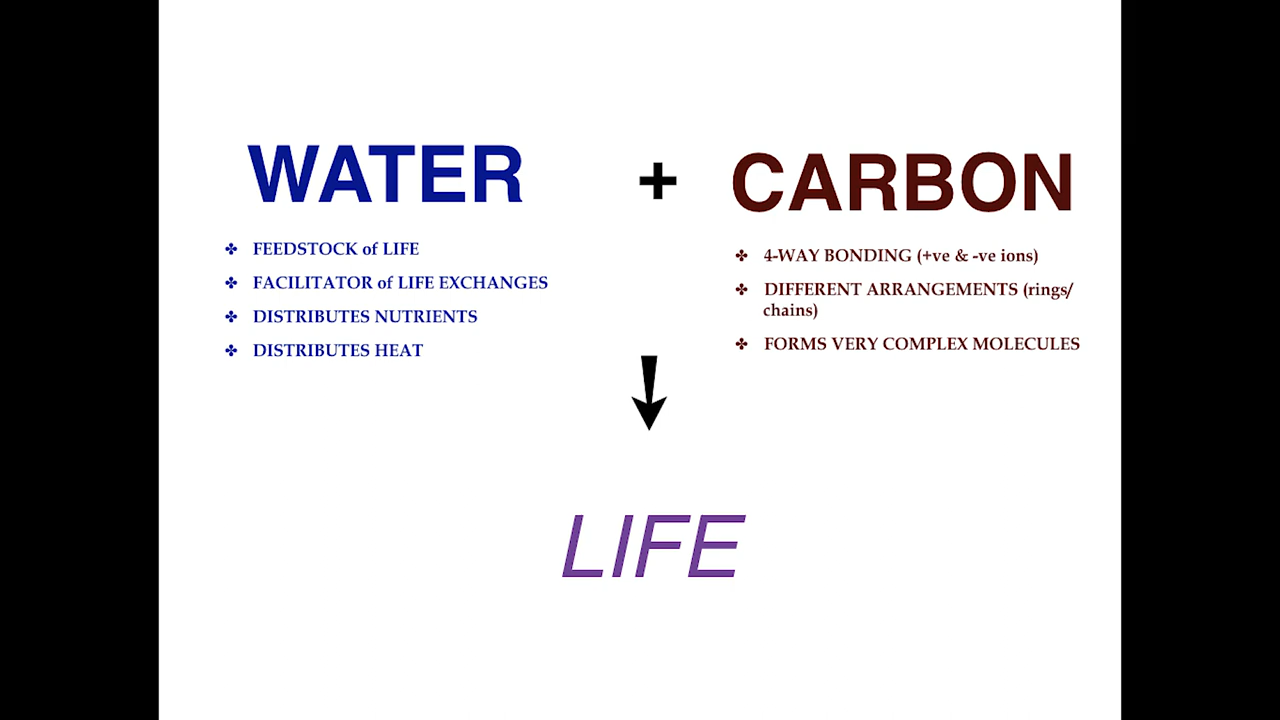 WATER + CARBON
❖ FEEDSTOCK of LIFE
❖ FACILITATOR of LIFE EXCHANGES
❖ DISTRIBUTES NUTRIENTS
❖ DISTRIBUTES HEAT
❖ 4-WAY BONDING (+ve & -ve ions)
❖ DIFFERENT ARRANGEMENTS (rings/
chains)
❖ FORMS VERY COMPLEX MOLECULES
LIFE